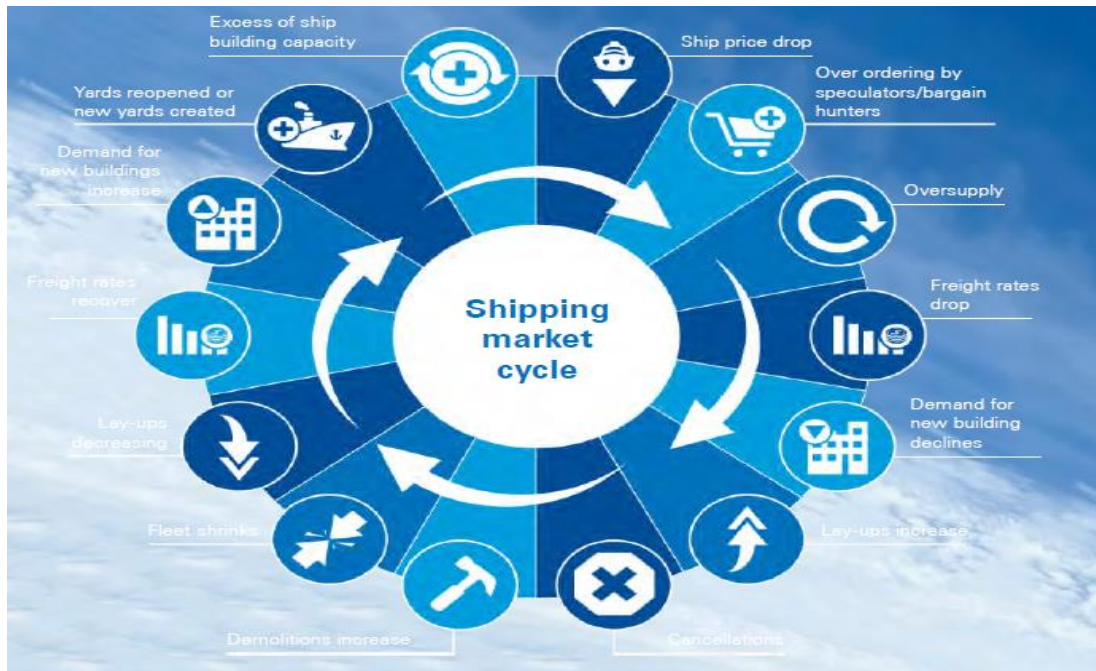 Excess of ship
building capacity
Ship price drop
Over ordering by
speculators/bargain
hunters
Yards reopened or
new yards created
Demand for
new buildings
increase
Oversupply
Freight rates
recover
Shipping
market
cycle
Freight rates
drop
Lay-ups
decreasing
Demand for
new building
declines
Fleet shrinks
Lay-ups increase
Demolitions increase
Cancellations